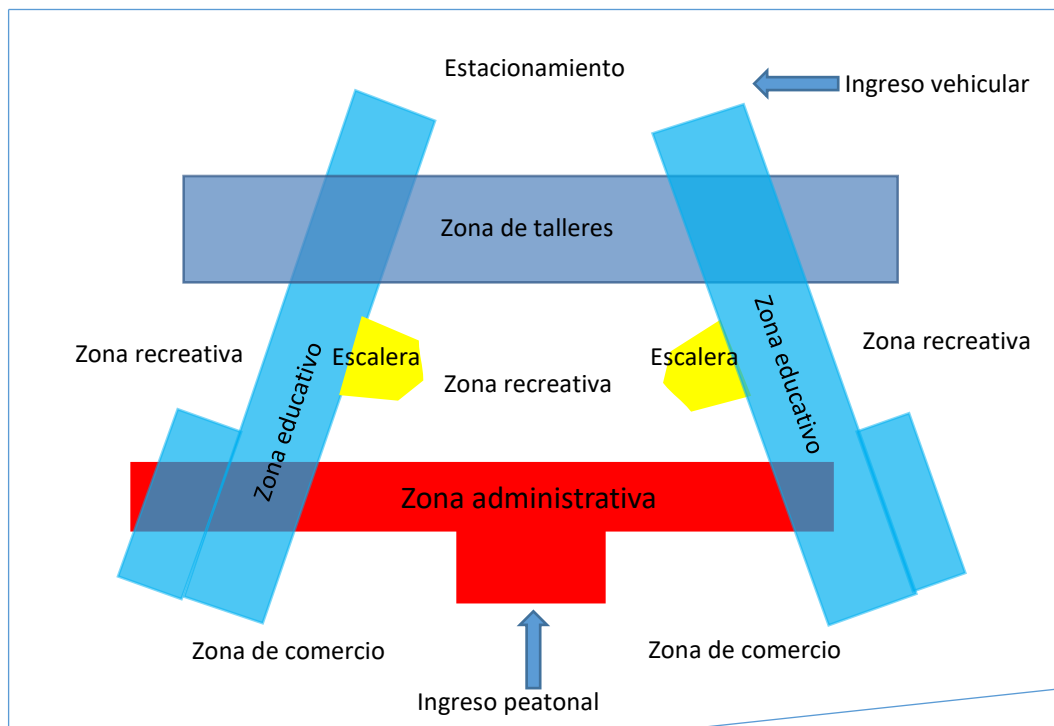 Estacionamiento
Ingreso vehicular
Zona de talleres
Zona recreativa
Zona educativo
Escalera
Zona recreativa
Escalera
Zona educativo
Zona recreativa
Zona administrativa
Zona de comercio
Zona de comercio
Ingreso peatonal